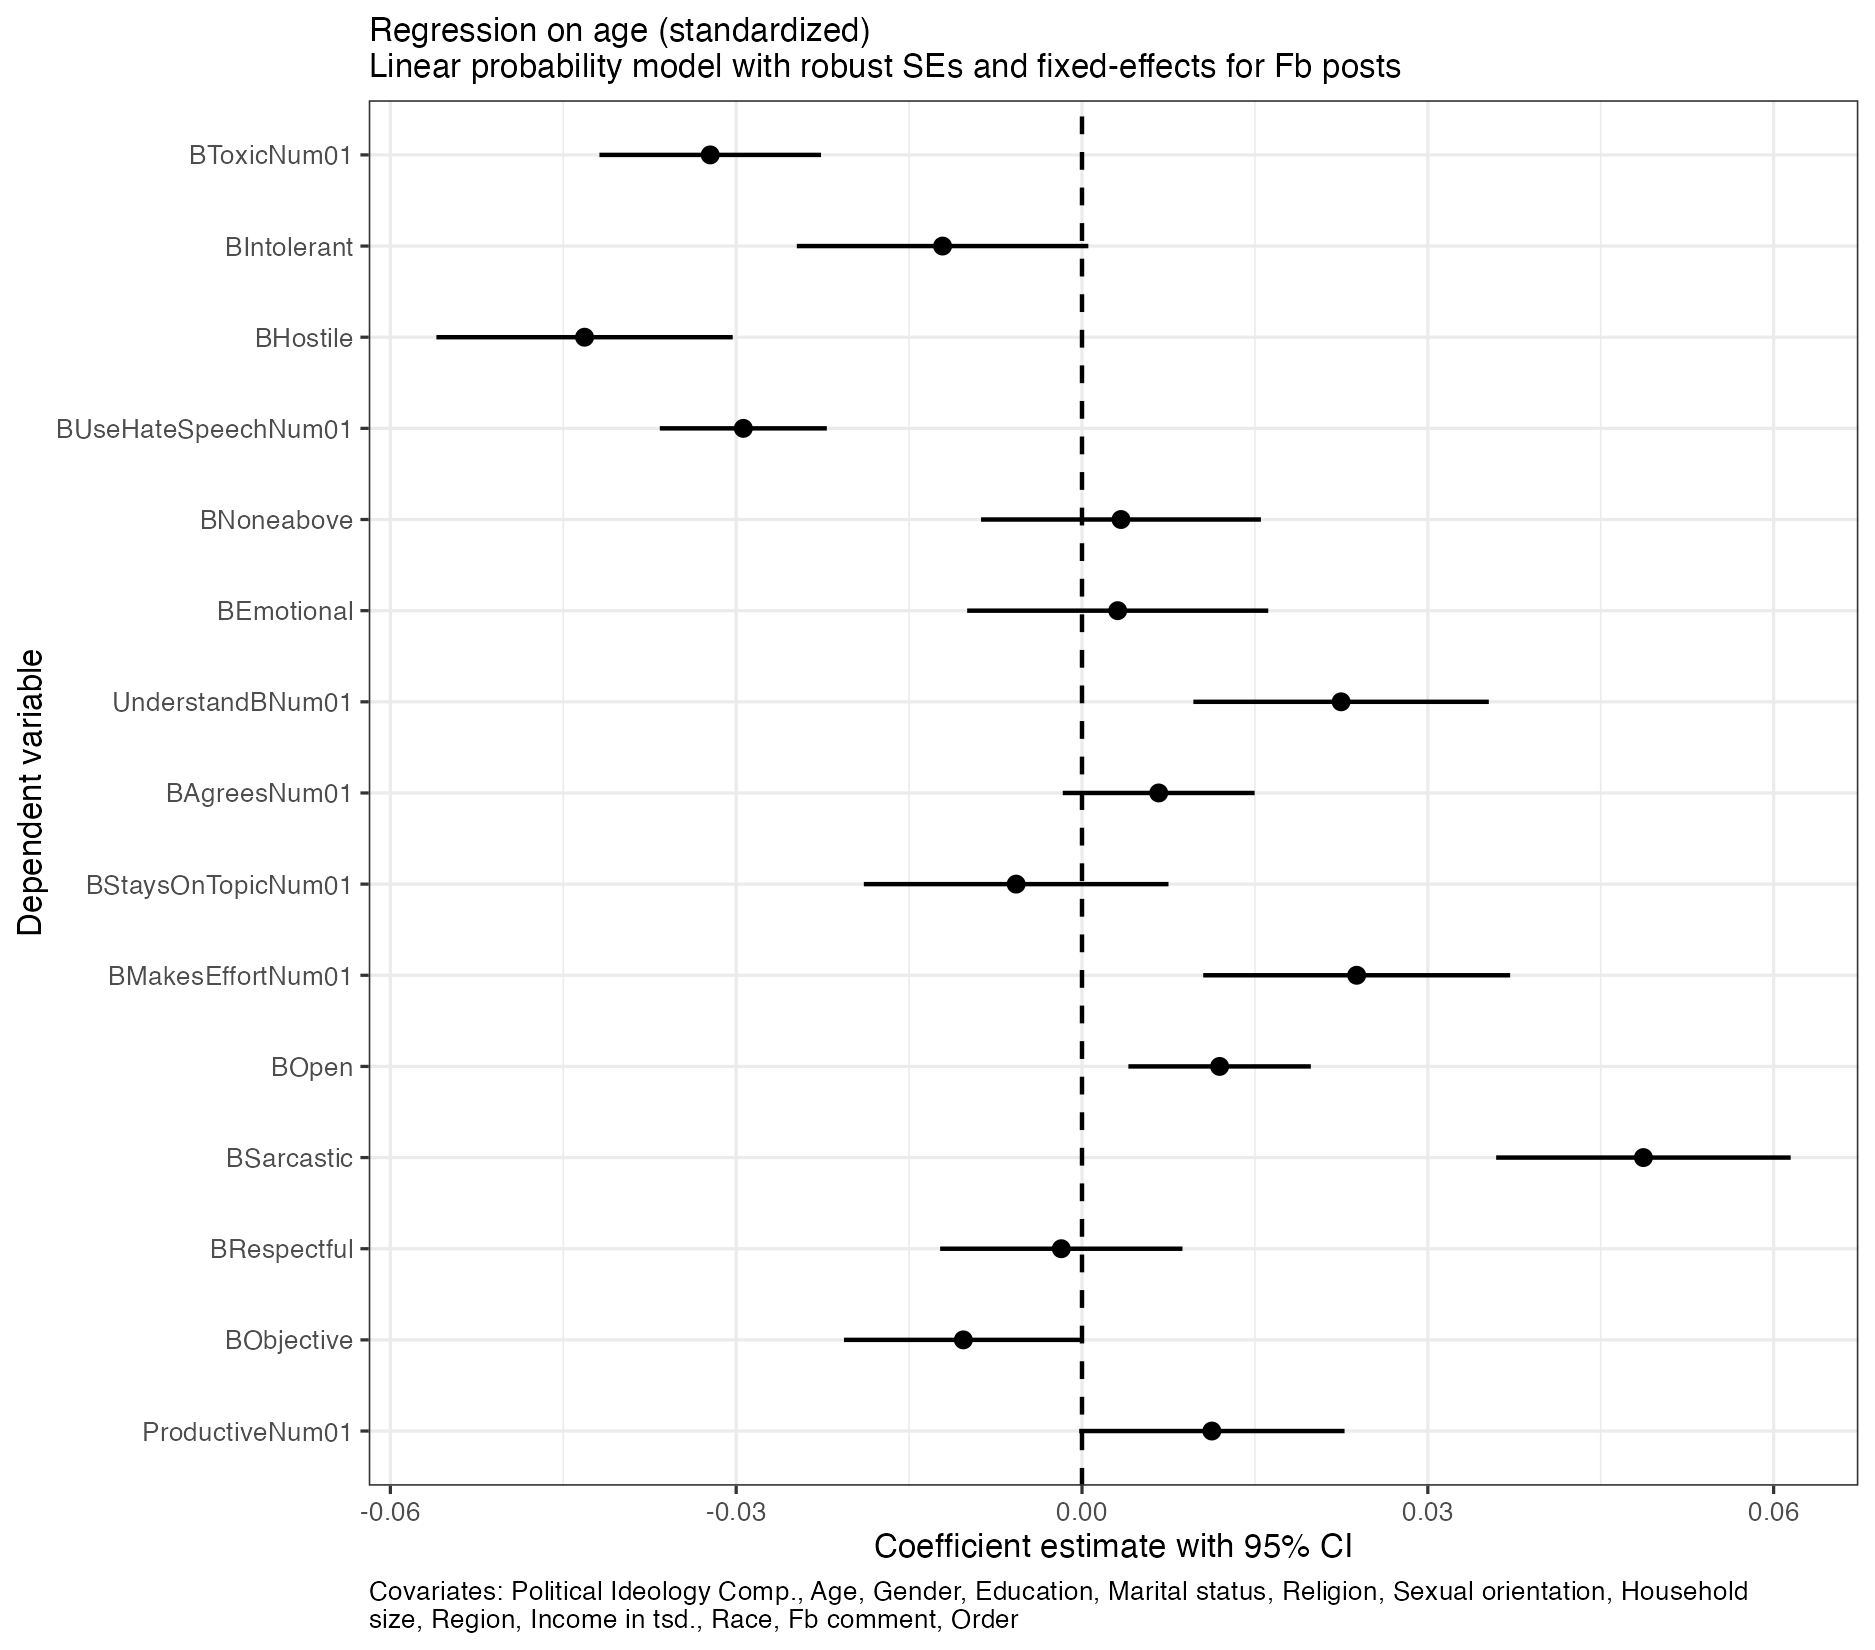 Regression on age (standardized)
Linear probability model with robust SEs and fixed-effects for Fb posts
Dependent variable
BToxicNum01
BIntolerant
BHostile
BUseHateSpeechNum01
BNoneabove
BEmotional
UnderstandBNum01
BAgreesNum01
BStaysOnTopicNum01
BMakesEffortNum01
BOpen
BSarcastic
BRespectful
BObjective
ProductiveNum01
-0.06 -0.03 0.00 0.03 0.06
Coefficient estimate with 95% CI
Covariates: Political Ideology Comp., Age, Gender, Education, Marital status, Religion, Sexual orientation, Household
size, Region, Income in tsd., Race, Fb comment, Order